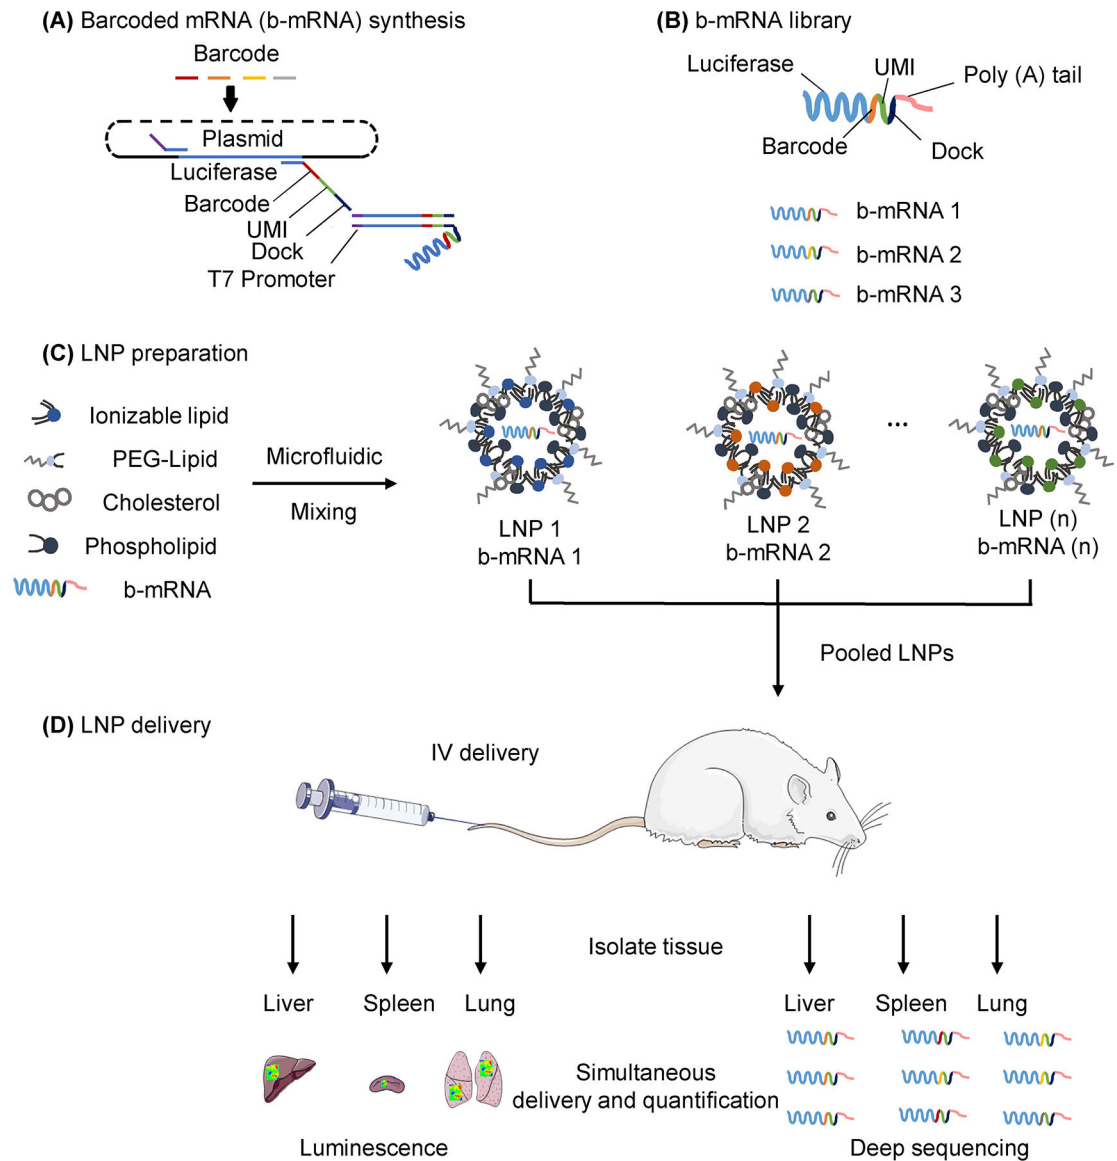 (A) Barcoded mRNA (b-mRNA) synthesis
Barcode
Plasmid
Luciferase
Barcode
UMI
Dock
T7 Promoter
(B) b-mRNA library
Luciferase
UMI
Poly (A) tail
Barcode
Dock
b-mRNA 1
b-mRNA 2
b-mRNA 3
(C) LNP preparation
Ionizable lipid
PEG-Lipid
Cholesterol
Phospholipid
b-mRNA
Microfluidic
Mixing
LNP 1
b-mRNA 1
LNP 2
b-mRNA 2
...
LNP (n)
b-mRNA (n)
Pooled LNPs
(D) LNP delivery
IV delivery
Isolate tissue
Liver
Spleen
Lung
Luminescence
Simultaneous
delivery and quantification
Liver
Spleen
Lung
Deep sequencing